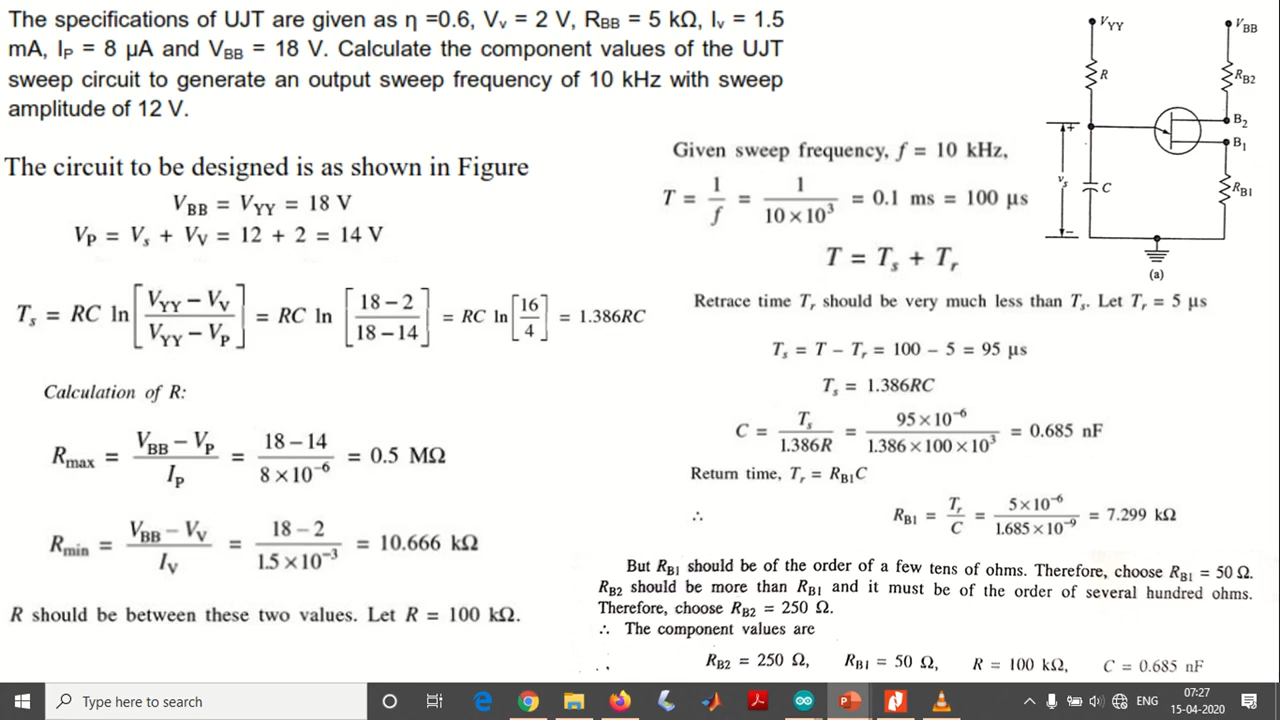 The specifications of UJT are given as η =0.6, Vᵥ = 2 V, R_BB = 5 kΩ, Iᵥ = 1.5
mA, I_P = 8 µA and V_BB = 18 V. Calculate the component values of the UJT
sweep circuit to generate an output sweep frequency of 10 kHz with sweep
amplitude of 12 V.
The circuit to be designed is as shown in Figure
V_BB = V_YY = 18 V
V_P = V_s + V_V = 12 + 2 = 14 V
T_s = RC ln[(V_YY − V_V)/(V_YY − V_P)] = RC ln[(18 − 2)/(18 − 14)] = RC ln[16/4] = 1.386RC
Calculation of R:
R_max = (V_BB − V_P)/I_P = (18 − 14)/(8 × 10⁻⁶) = 0.5 MΩ
R_min = (V_BB − V_V)/I_V = (18 − 2)/(1.5 × 10⁻³) = 10.666 kΩ
R should be between these two values. Let R = 100 kΩ.
Given sweep frequency, f = 10 kHz,
T = 1/f = 1/(10 × 10³) = 0.1 ms = 100 µs
T = T_s + T_r
Retrace time T_r should be very much less than T_s. Let T_r = 5 µs
T_s = T − T_r = 100 − 5 = 95 µs
T_s = 1.386RC
C = T_s/(1.386R) = (95 × 10⁻⁶)/(1.386 × 100 × 10³) = 0.685 nF
Return time, T_r = R_B1C
∴ R_B1 = T_r/C = (5 × 10⁻⁶)/(1.685 × 10⁻⁹) = 7.299 kΩ
But R_B1 should be of the order of a few tens of ohms. Therefore, choose R_B1 = 50 Ω.
R_B2 should be more than R_B1 and it must be of the order of several hundred ohms.
Therefore, choose R_B2 = 250 Ω.
∴ The component values are
R_B2 = 250 Ω, R_B1 = 50 Ω, R = 100 kΩ, C = 0.685 nF
V_YY
V_BB
R
R_B2
B₂
B₁
+
v_s
C
R_B1
−
(a)
Type here to search
ENG
07:27
15-04-2020